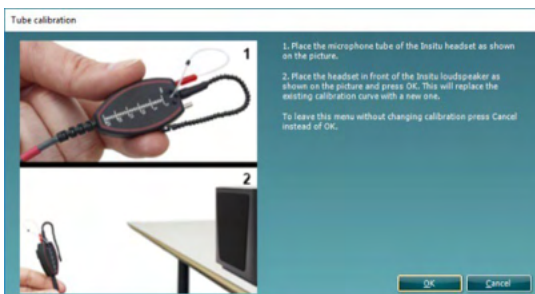 Tube calibration
1
1. Place the microphone tube of the Insitu headset as shown
on the picture.
2. Place the headset in front of the Insitu loudspeaker as
shown on the picture and press OK. This will replace the
existing calibration curve with a new one.
To leave this menu without changing calibration press Cancel
instead of OK.
2
OK
Cancel